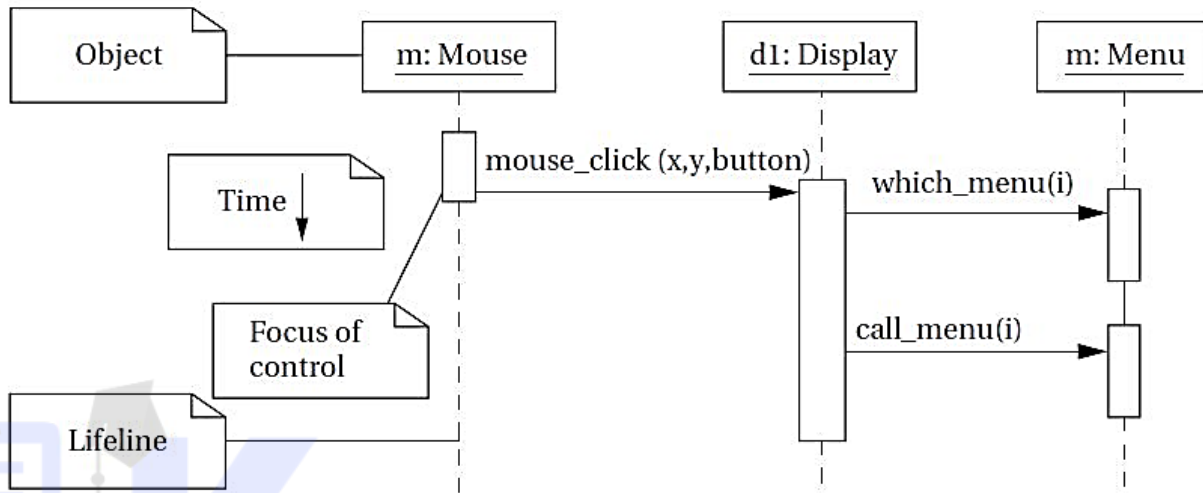 Object
m: Mouse
d1: Display
m: Menu
mouse_click (x,y,button)
which_menu(i)
Time
Focus of
control
call_menu(i)
Lifeline